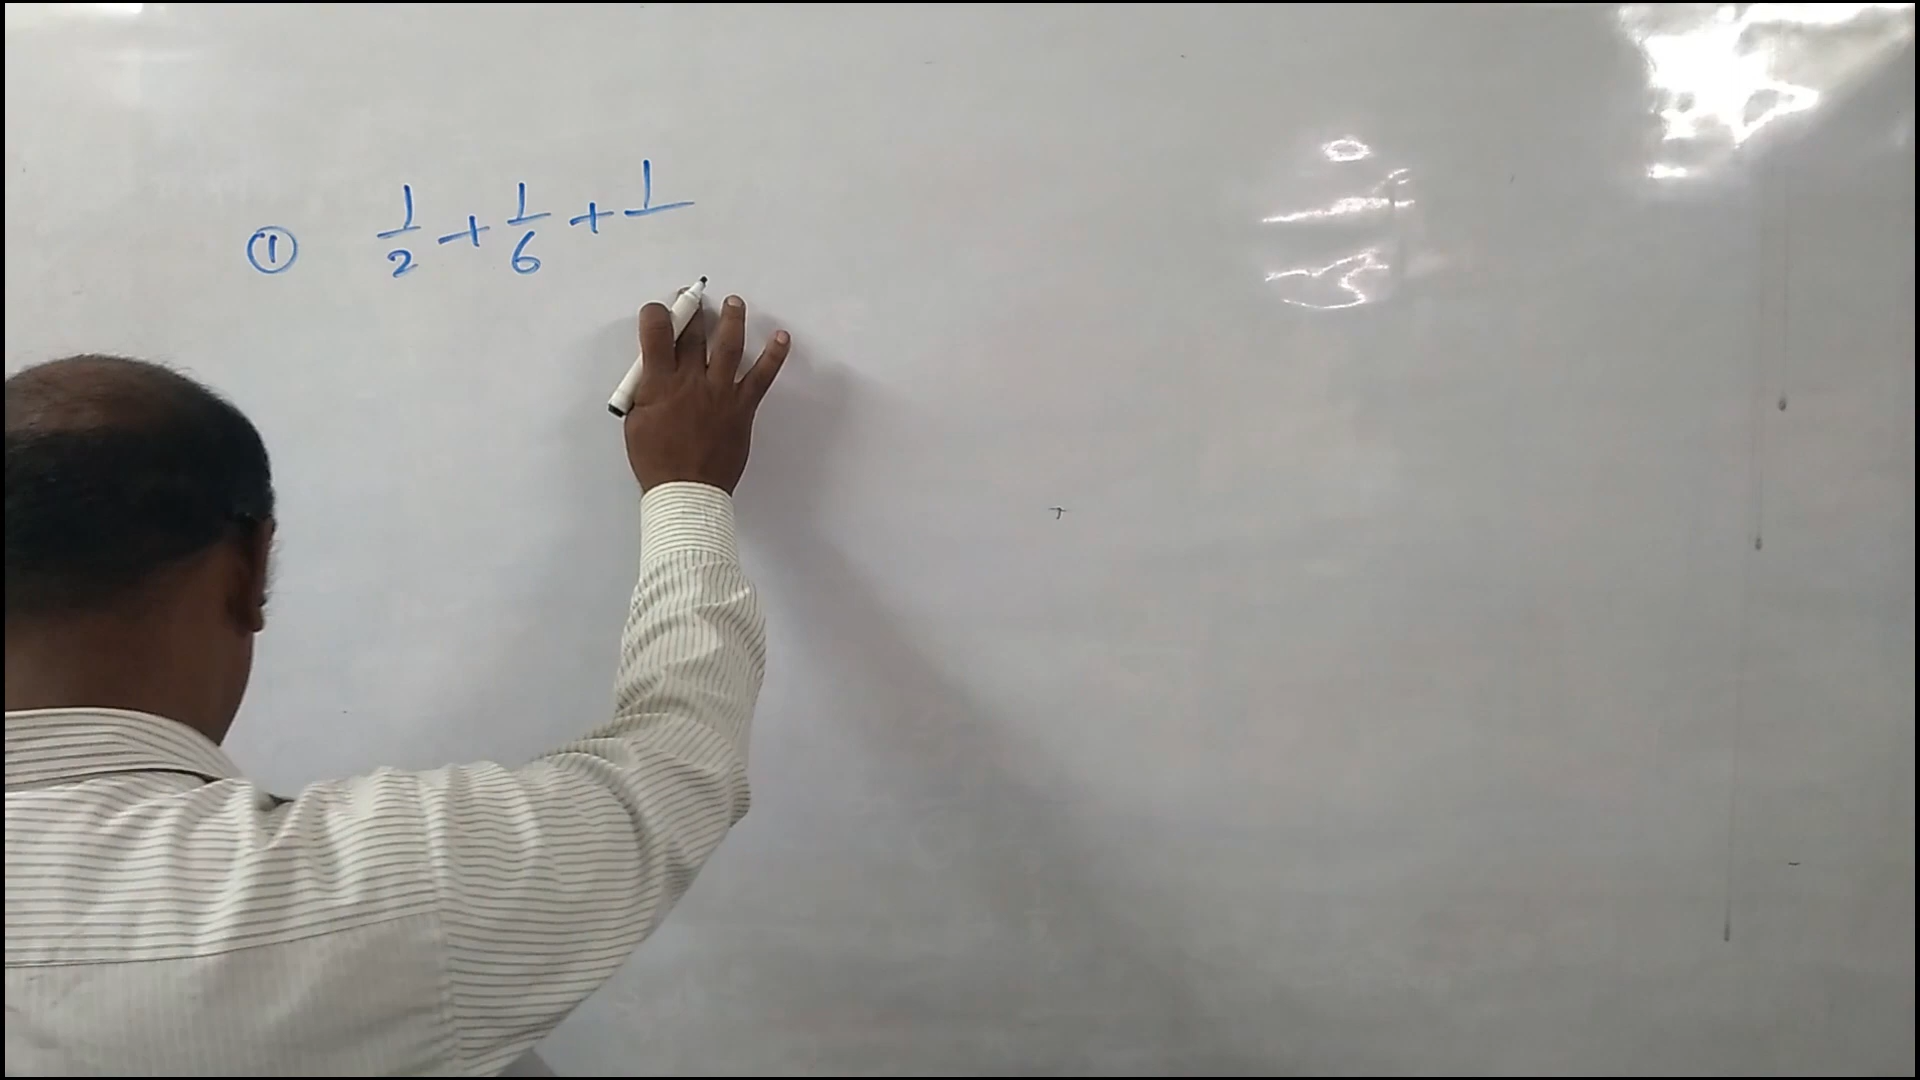 ① 1/2 + 1/6 + 1/